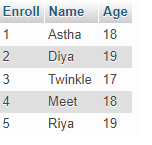 Enroll Name Age
1 Astha 18
2 Diya 19
3 Twinkle 17
4 Meet 18
5 Riya 19